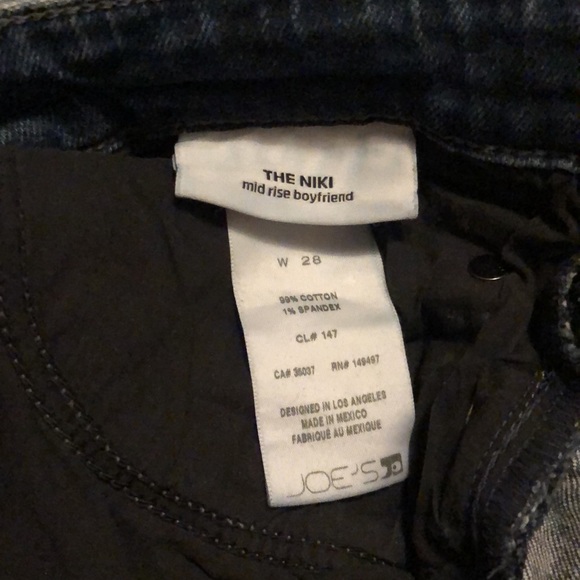 THE NIKI
mid rise boyfriend
W 28
99% COTTON
1% SPANDEX
CL# 147
CA# 36037 RN# 149497
DESIGNED IN LOS ANGELES
MADE IN MEXICO
FABRIQUÉ AU MEXIQUE
JOE'S